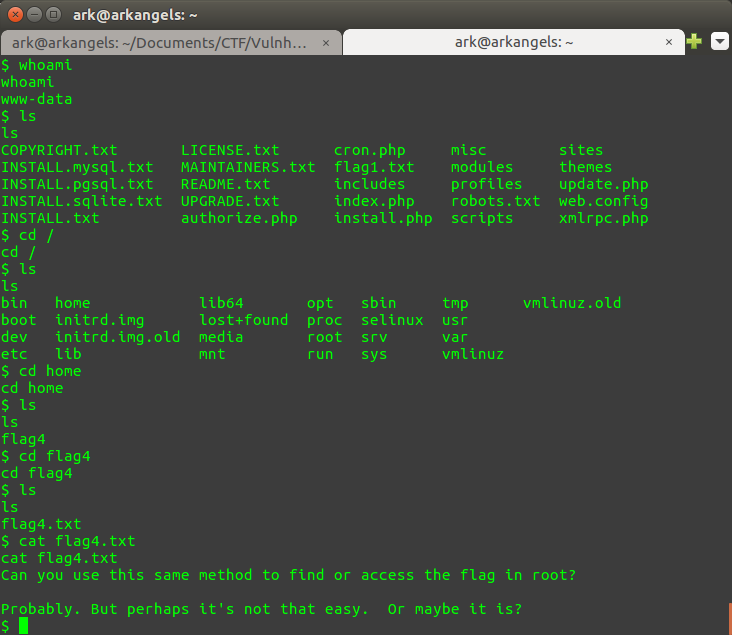 ark@arkangels: ~
ark@arkangels: ~/Documents/CTF/Vulnh… × ark@arkangels: ~ ×
$ whoami
whoami
www-data
$ ls
ls
COPYRIGHT.txt LICENSE.txt cron.php misc sites
INSTALL.mysql.txt MAINTAINERS.txt flag1.txt modules themes
INSTALL.pgsql.txt README.txt includes profiles update.php
INSTALL.sqlite.txt UPGRADE.txt index.php robots.txt web.config
INSTALL.txt authorize.php install.php scripts xmlrpc.php
$ cd /
cd /
$ ls
ls
bin home lib64 opt sbin tmp vmlinuz.old
boot initrd.img lost+found proc selinux usr
dev initrd.img.old media root srv var
etc lib mnt run sys vmlinuz
$ cd home
cd home
$ ls
ls
flag4
$ cd flag4
cd flag4
$ ls
ls
flag4.txt
$ cat flag4.txt
cat flag4.txt
Can you use this same method to find or access the flag in root?
Probably. But perhaps it's not that easy.  Or maybe it is?
$